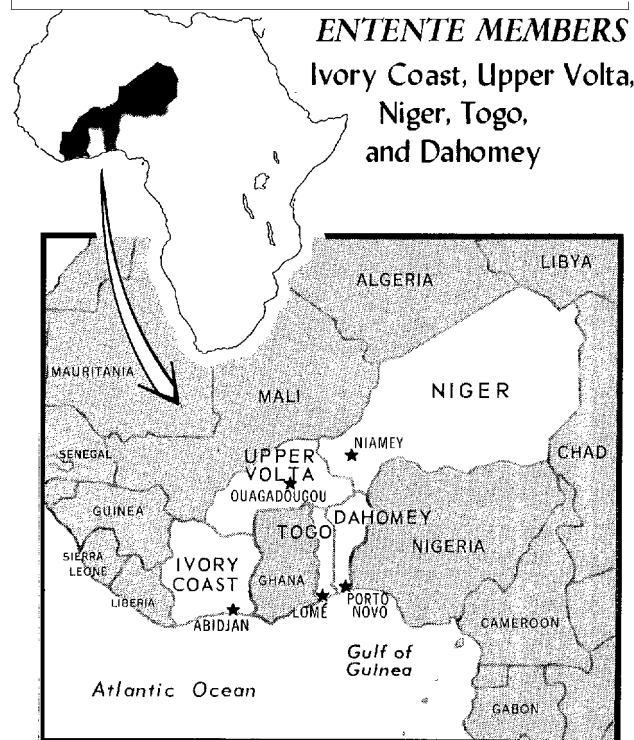 ENTENTE MEMBERS
Ivory Coast, Upper Volta,
Niger, Togo,
and Dahomey
LIBYA
ALGERIA
MAURITANIA
MALI
NIGER
NIAMEY
CHAD
SENEGAL
UPPER
VOLTA
OUAGADOUGOU
GUINEA
DAHOMEY
TOGO
NIGERIA
SIERRA
LEONE
IVORY
COAST
GHANA
LIBERIA
ABIDJAN
LOMÉ
PORTO
NOVO
CAMEROON
Gulf of
Guinea
Atlantic Ocean
GABON